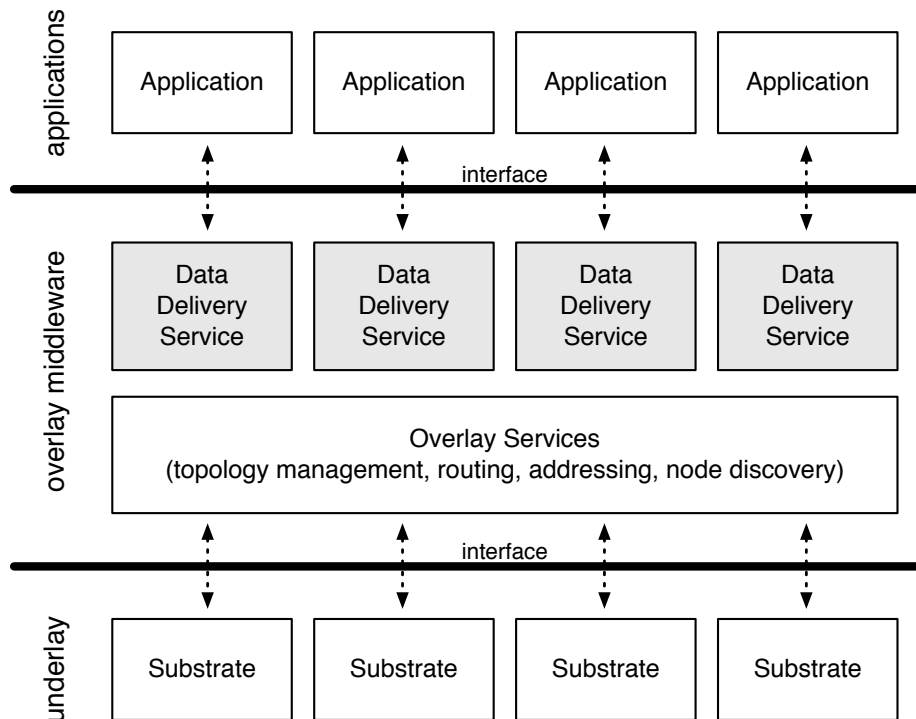 applications
Application
Application
Application
Application
interface
overlay middleware
Data
Delivery
Service
Data
Delivery
Service
Data
Delivery
Service
Data
Delivery
Service
Overlay Services
(topology management, routing, addressing, node discovery)
interface
underlay
Substrate
Substrate
Substrate
Substrate